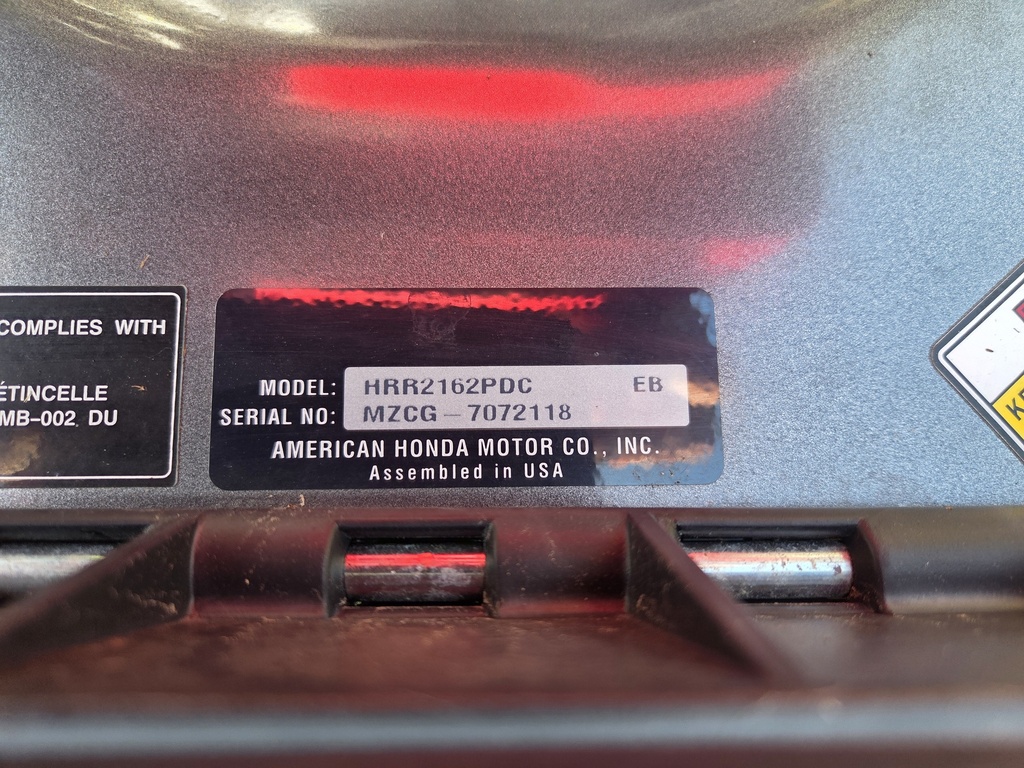 COMPLIES WITH
ÉTINCELLE
MB-002 DU
MODEL: HRR2162PDC EB
SERIAL NO: MZCG - 7072118
AMERICAN HONDA MOTOR CO., INC.
Assembled in USA